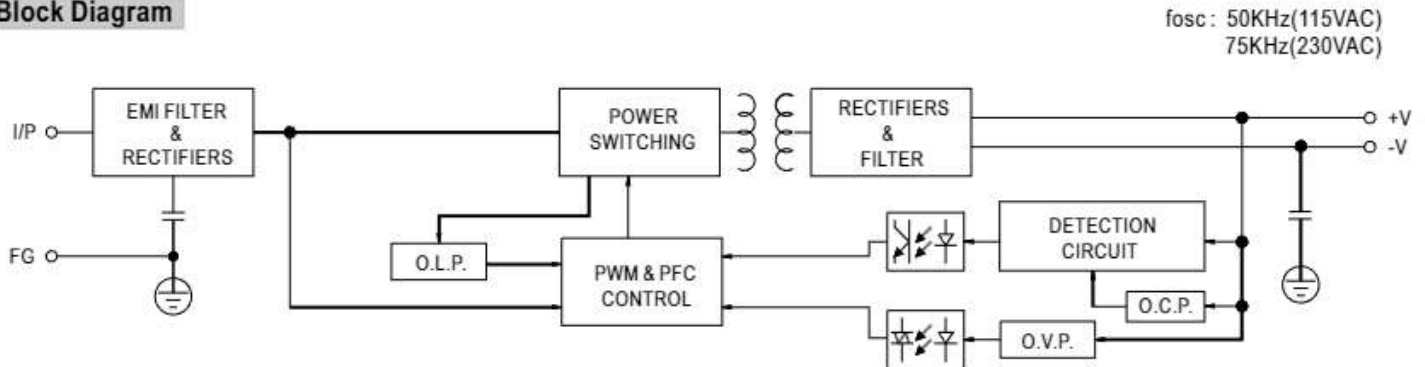 Block Diagram
fosc : 50KHz(115VAC)
75KHz(230VAC)
I/P
EMI FILTER
&
RECTIFIERS
POWER
SWITCHING
RECTIFIERS
&
FILTER
+V
-V
FG
O.L.P.
PWM & PFC
CONTROL
DETECTION
CIRCUIT
O.C.P.
O.V.P.